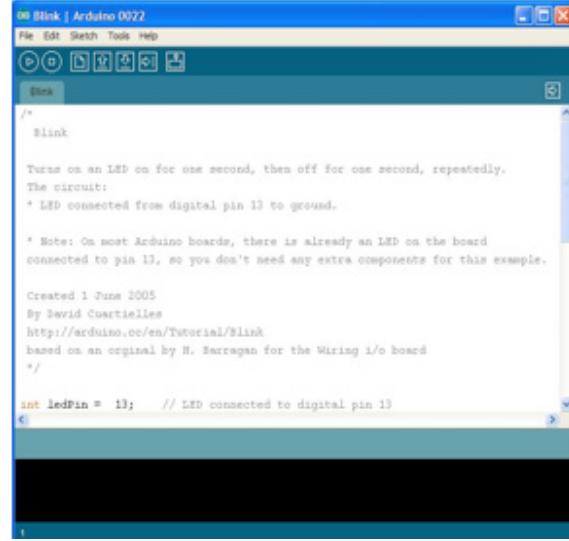 Blink | Arduino 0022
File Edit Sketch Tools Help
Blink
/*
Blink
Turns on an LED on for one second, then off for one second, repeatedly.
The circuit:
* LED connected from digital pin 13 to ground.
* Note: On most Arduino boards, there is already an LED on the board
connected to pin 13, so you don't need any extra components for this example.
Created 1 June 2005
By David Cuartielles
http://arduino.cc/en/Tutorial/Blink
based on an orginal by H. Barragan for the Wiring i/o board
*/
int ledPin = 13; // LED connected to digital pin 13
1